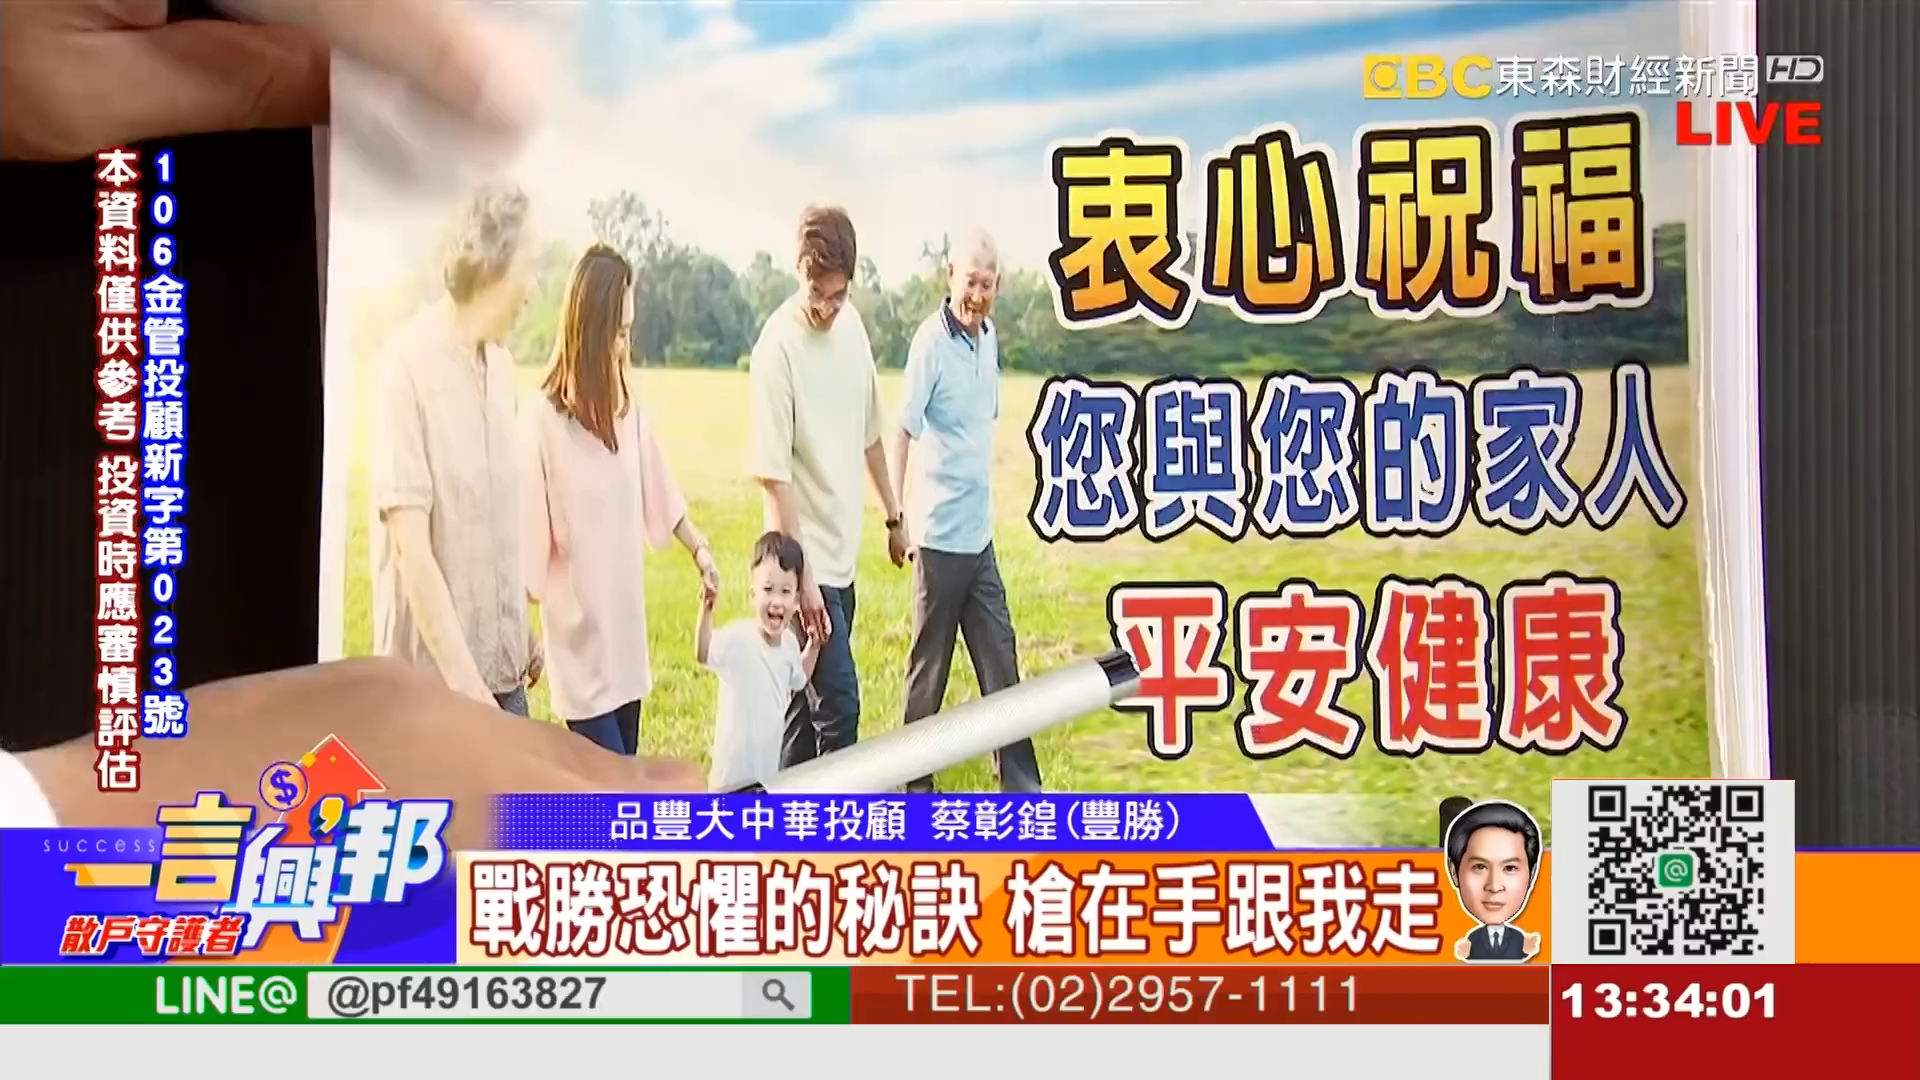 EBC東森財經新聞HD
LIVE
106金管投顧新字第023號
本資料僅供參考 投資時應審慎評估
衷心祝福
您與您的家人
平安健康
success
一言興邦
散戶守護者
品豐大中華投顧 蔡彰鍠(豐勝)
戰勝恐懼的秘訣 槍在手跟我走
LINE@ @pf49163827
TEL:(02)2957-1111
13:34:01